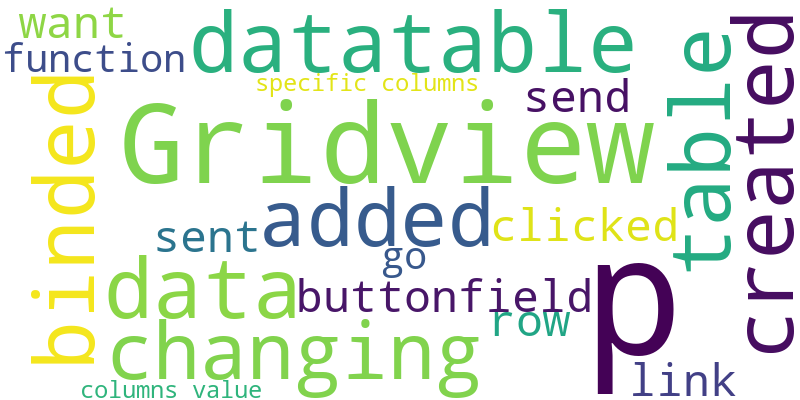 want
datatable
function
specific columns
send
Gridview
binded
table
created
added
sent
clicked
go
data
buttonfield
p
row
changing
link
columns value